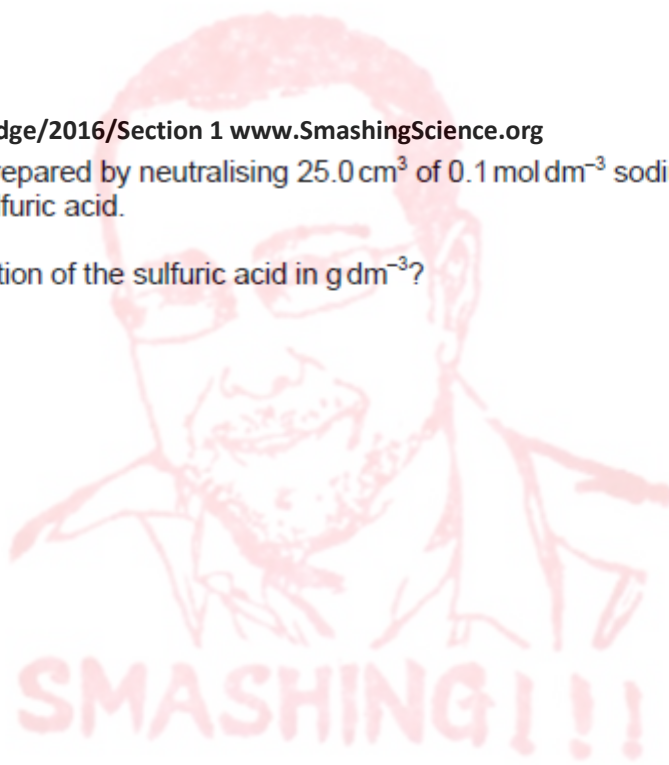 dge/2016/Section 1 www.SmashingScience.org
repared by neutralising 25.0 cm³ of 0.1 mol dm⁻³ sodi
furic acid.
tion of the sulfuric acid in g dm⁻³?
SMASHING!!!